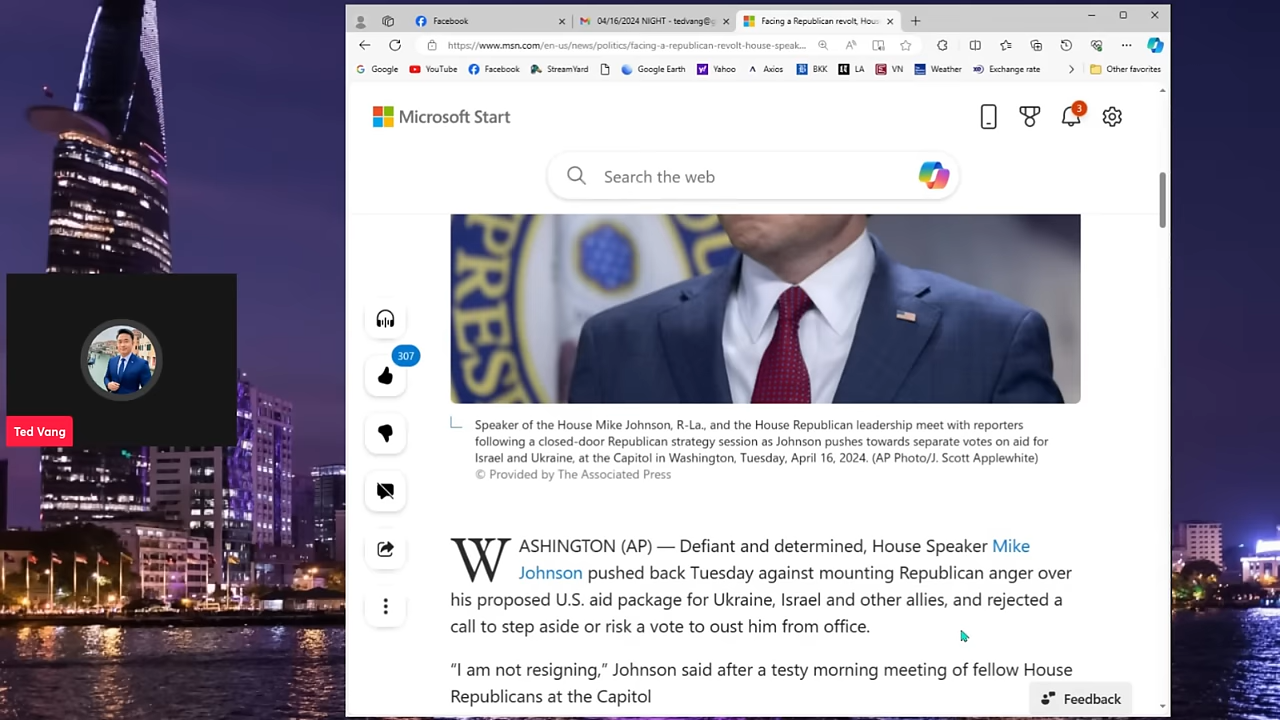 Facebook
04/16/2024 NIGHT - tedvang@g
Facing a Republican revolt, Hous
https://www.msn.com/en-us/news/politics/facing-a-republican-revolt-house-speak...
Google YouTube Facebook StreamYard Google Earth Yahoo Axios BKK LA VN Weather Exchange rate Other favorites
Microsoft Start
3
Search the web
PRES
307
Ted Vang
Speaker of the House Mike Johnson, R-La., and the House Republican leadership meet with reporters
following a closed-door Republican strategy session as Johnson pushes towards separate votes on aid for
Israel and Ukraine, at the Capitol in Washington, Tuesday, April 16, 2024. (AP Photo/J. Scott Applewhite)
© Provided by The Associated Press
WASHINGTON (AP) — Defiant and determined, House Speaker Mike
Johnson pushed back Tuesday against mounting Republican anger over
his proposed U.S. aid package for Ukraine, Israel and other allies, and rejected a
call to step aside or risk a vote to oust him from office.
“I am not resigning,” Johnson said after a testy morning meeting of fellow House
Republicans at the Capitol
Feedback